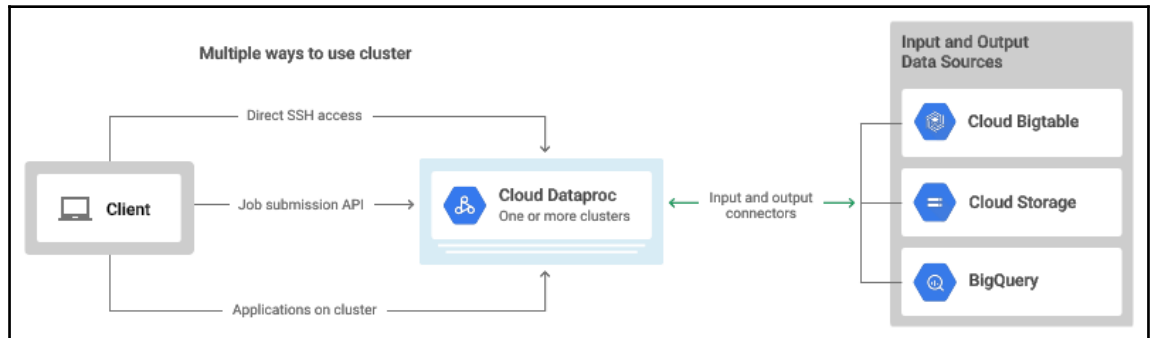 Multiple ways to use cluster
Direct SSH access
Client
Job submission API
Applications on cluster
Cloud Dataproc
One or more clusters
Input and output
connectors
Input and Output
Data Sources
Cloud Bigtable
Cloud Storage
BigQuery